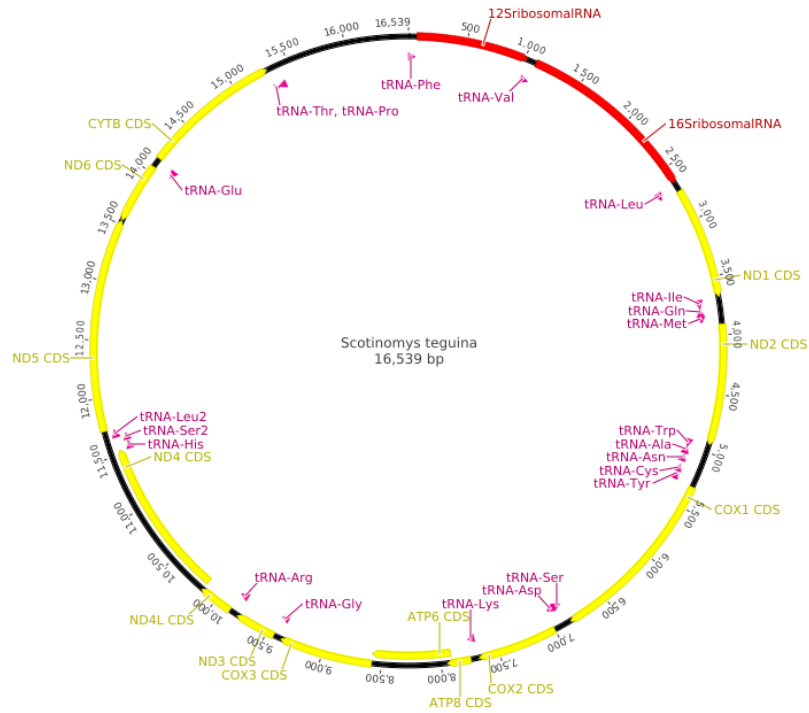 12SribosomalRNA
16,539
500
1,000
1,500
2,000
16SribosomalRNA
2,500
3,000
3,500
4,000
4,500
5,000
5,500
6,000
6,500
7,000
7,500
8,000
8,500
9,000
9,500
10,000
10,500
11,000
11,500
12,000
12,500
13,000
13,500
14,000
14,500
15,000
15,500
16,000
tRNA-Phe
tRNA-Val
tRNA-Thr, tRNA-Pro
CYTB CDS
ND6 CDS
tRNA-Glu
tRNA-Leu
ND1 CDS
tRNA-Ile
tRNA-Gln
tRNA-Met
ND2 CDS
Scotinomys teguina
16,539 bp
ND5 CDS
tRNA-Leu2
tRNA-Ser2
tRNA-His
ND4 CDS
tRNA-Trp
tRNA-Ala
tRNA-Asn
tRNA-Cys
tRNA-Tyr
COX1 CDS
tRNA-Arg
tRNA-Gly
tRNA-Ser
tRNA-Asp
tRNA-Lys
ATP6 CDS
ND4L CDS
ND3 CDS
COX3 CDS
COX2 CDS
ATP8 CDS